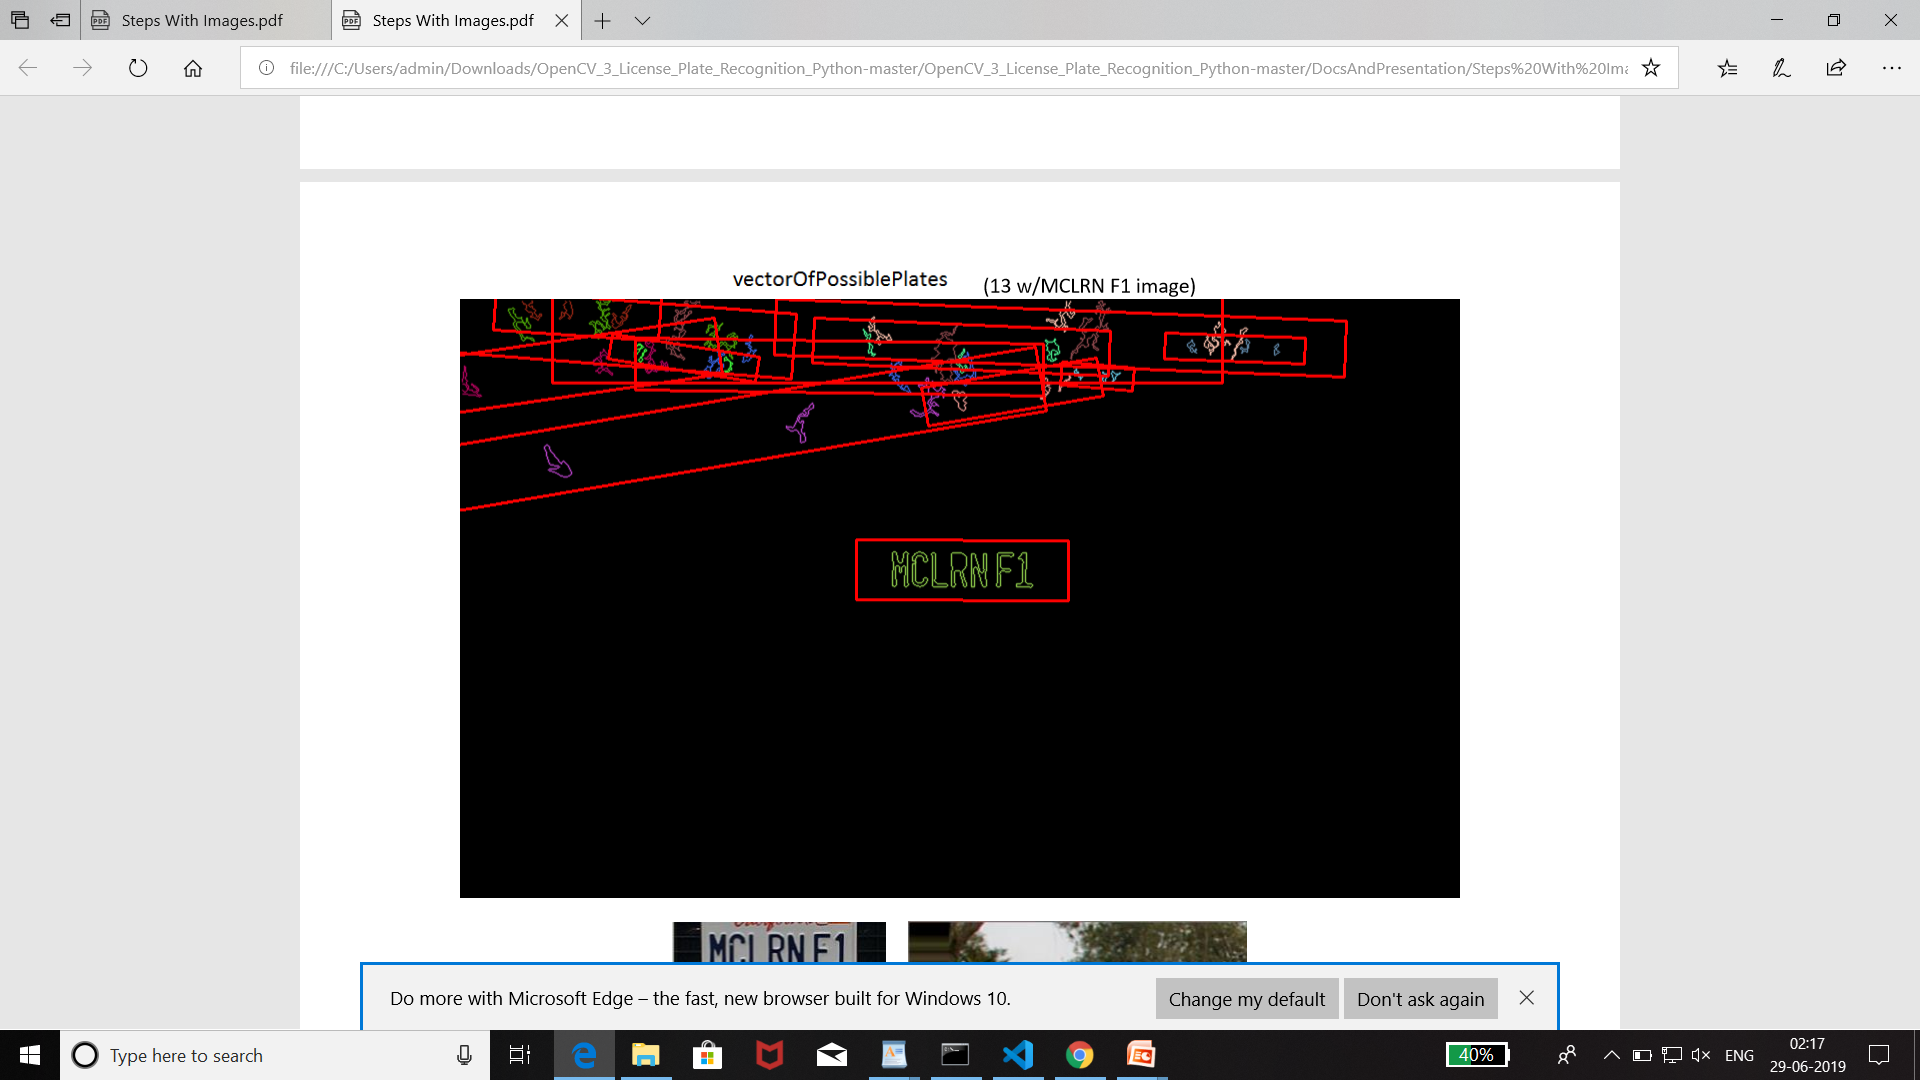 Steps With Images.pdf
Steps With Images.pdf
file:///C:/Users/admin/Downloads/OpenCV_3_License_Plate_Recognition_Python-master/OpenCV_3_License_Plate_Recognition_Python-master/DocsAndPresentation/Steps%20With%20Ima
vectorOfPossiblePlates (13 w/MCLRN F1 image)
MCLRN F1
MCLRN F1
Do more with Microsoft Edge – the fast, new browser built for Windows 10.
Change my default
Don't ask again
Type here to search
40%
ENG
02:17
29-06-2019